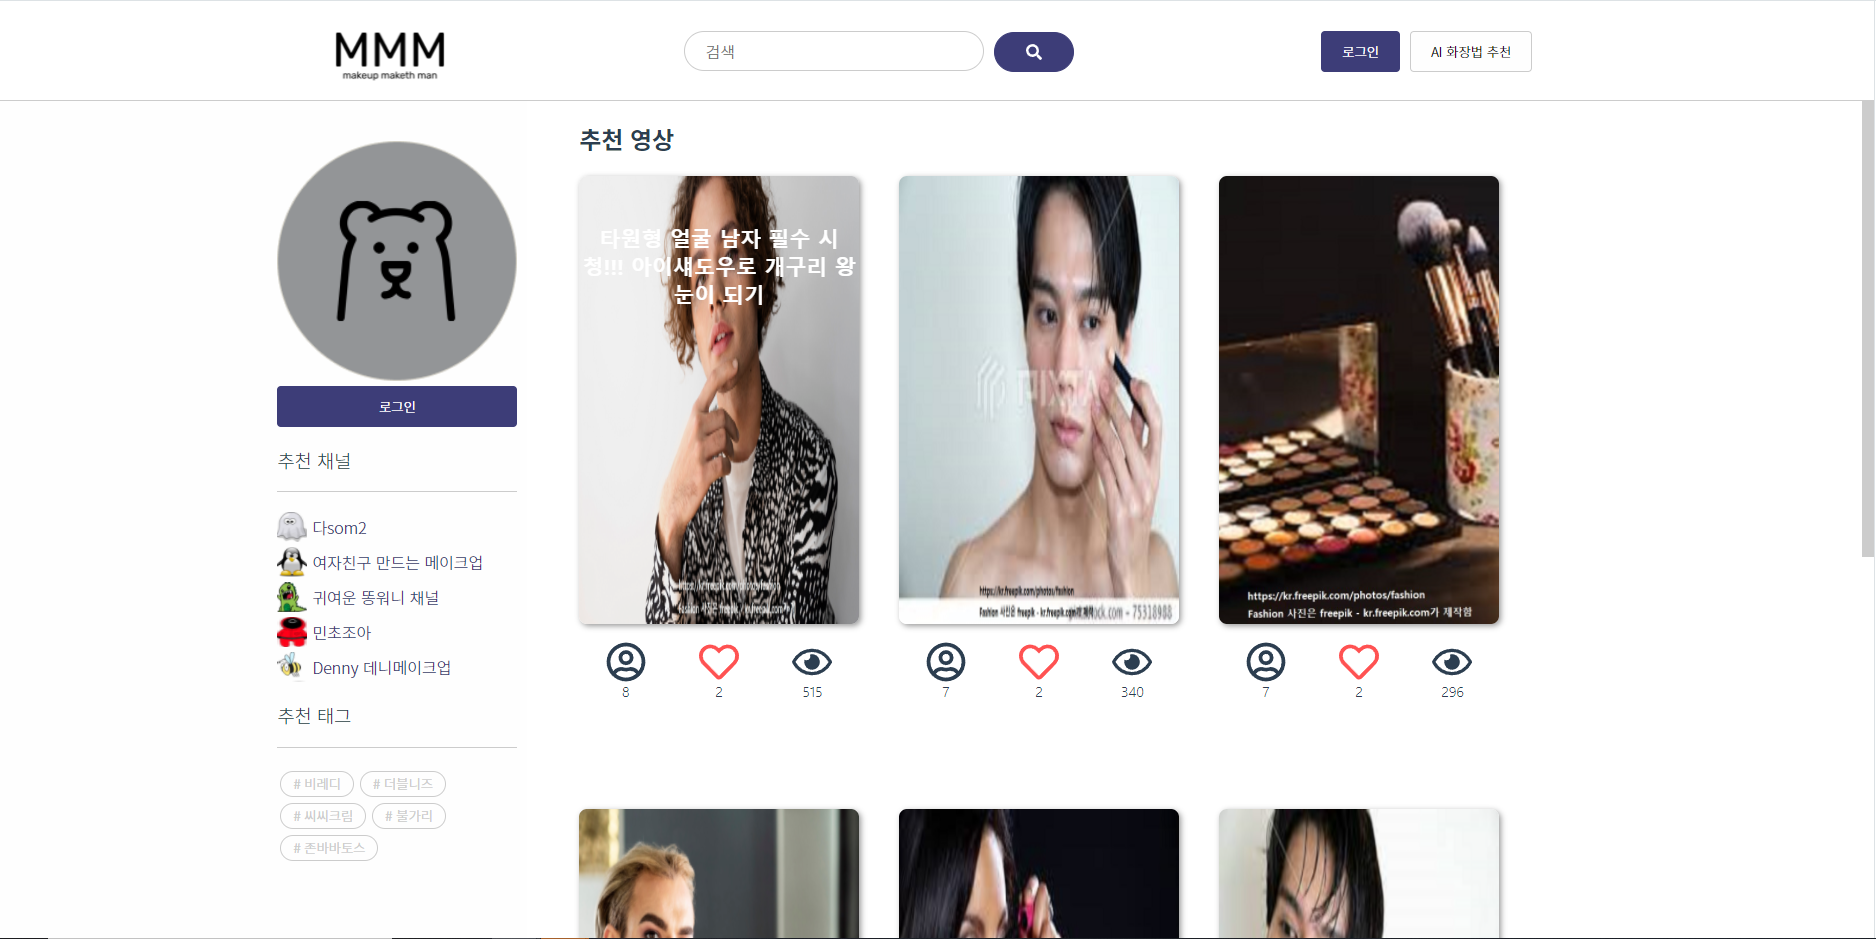 MMM
makeup maketh man
검색
로그인
AI 화장법 추천
로그인
추천 채널
다som2
여자친구 만드는 메이크업
귀여운 똥워니 채널
민초조아
Denny 데니메이크업
추천 태그
# 비레디
# 더블니즈
# 씨씨크림
# 불가리
# 존바바토스
추천 영상
타원형 얼굴 남자 필수 시
청!!! 아이섀도우로 개구리 왕
눈이 되기
https://kr.freepik.com/photos/fashion
Fashion 사진은 freepik - kr.freepik.com가 제작함
8
2
515
PIXTA
https://kr.freepik.com/photos/fashion
Fashion 사진은 freepik - kr.freepik.com가 제작함
- 75318988
7
2
340
https://kr.freepik.com/photos/fashion
Fashion 사진은 freepik - kr.freepik.com가 제작함
7
2
296